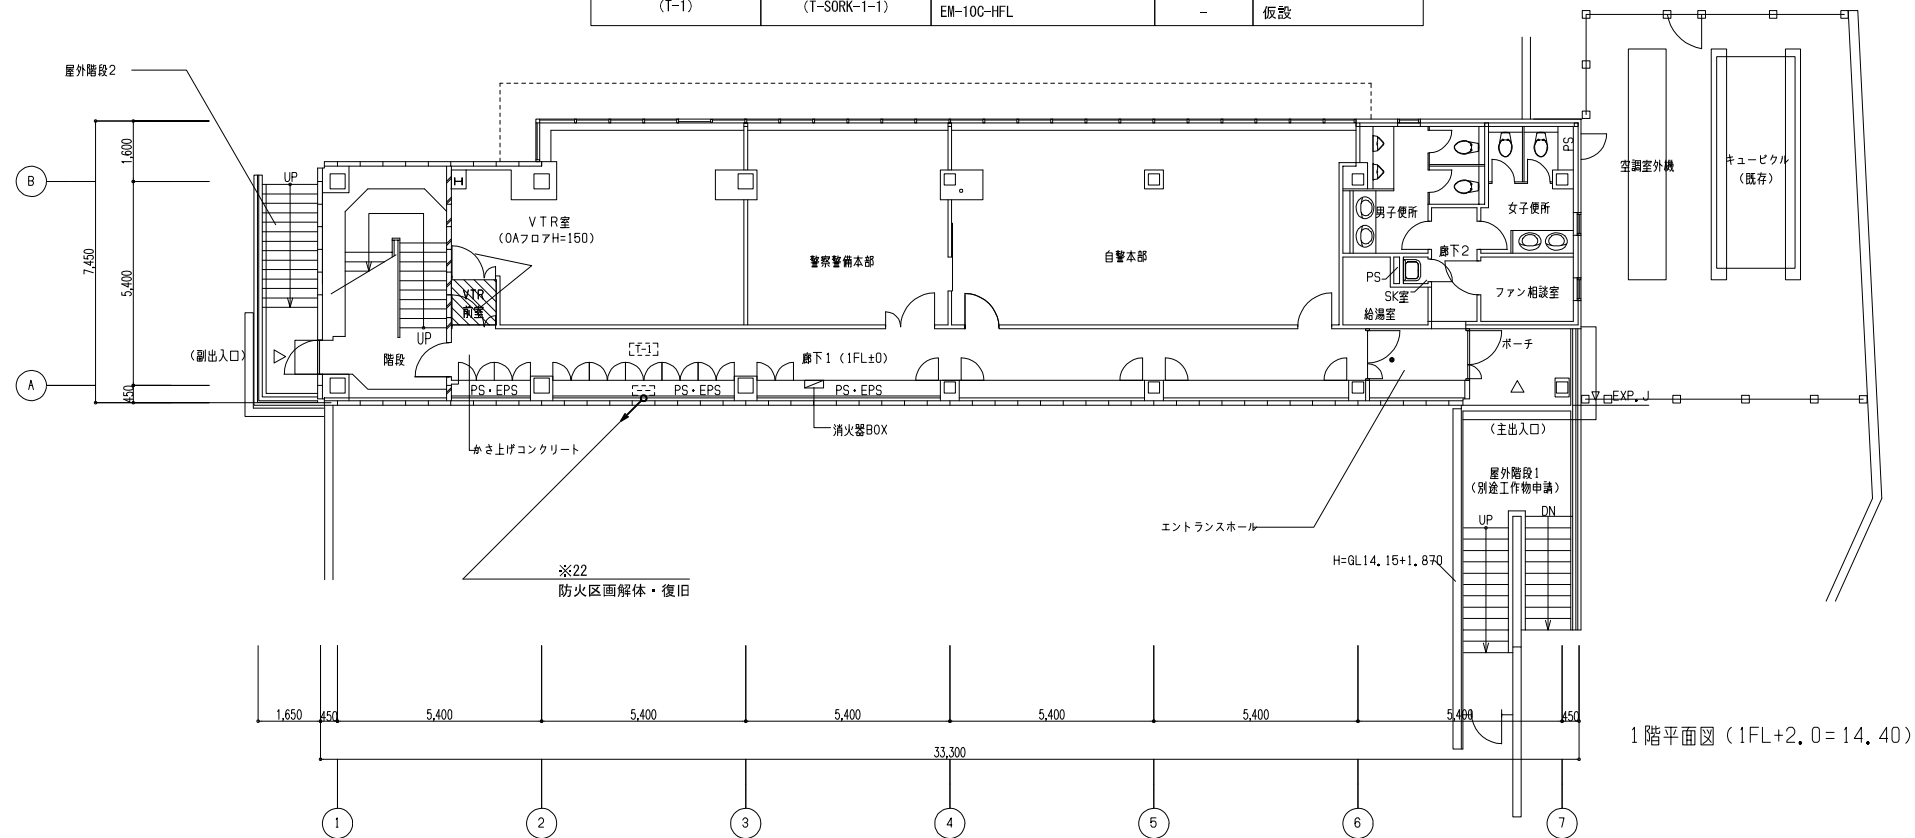 (T-1) (T-SORK-1-1) EM-10C-HFL - 仮設
屋外階段2
B
A
1,600
5,400
7,450
450
UP
VTR室
(OAフロアH=150)
VTR
前室
警察警備本部
自警本部
男子便所
女子便所
PS
廊下2
PS
SK室
給湯室
ファン相談室
空調室外機
キュービクル
(既存)
(副出入口)
階段
UP
T-1
廊下1 (1FL±0)
ポーチ
PS・EPS
PS・EPS
PS・EPS
EXP.J
消火器BOX
かさ上げコンクリート
(主出入口)
屋外階段1
(別途工作物申請)
エントランスホール
UP
DN
H=GL14.15+1.870
※22
防火区画解体・復旧
1,650
450
5,400
5,400
5,400
5,400
5,400
5,400
450
33,300
1階平面図 (1FL+2.0=14.40)
1
2
3
4
5
6
7